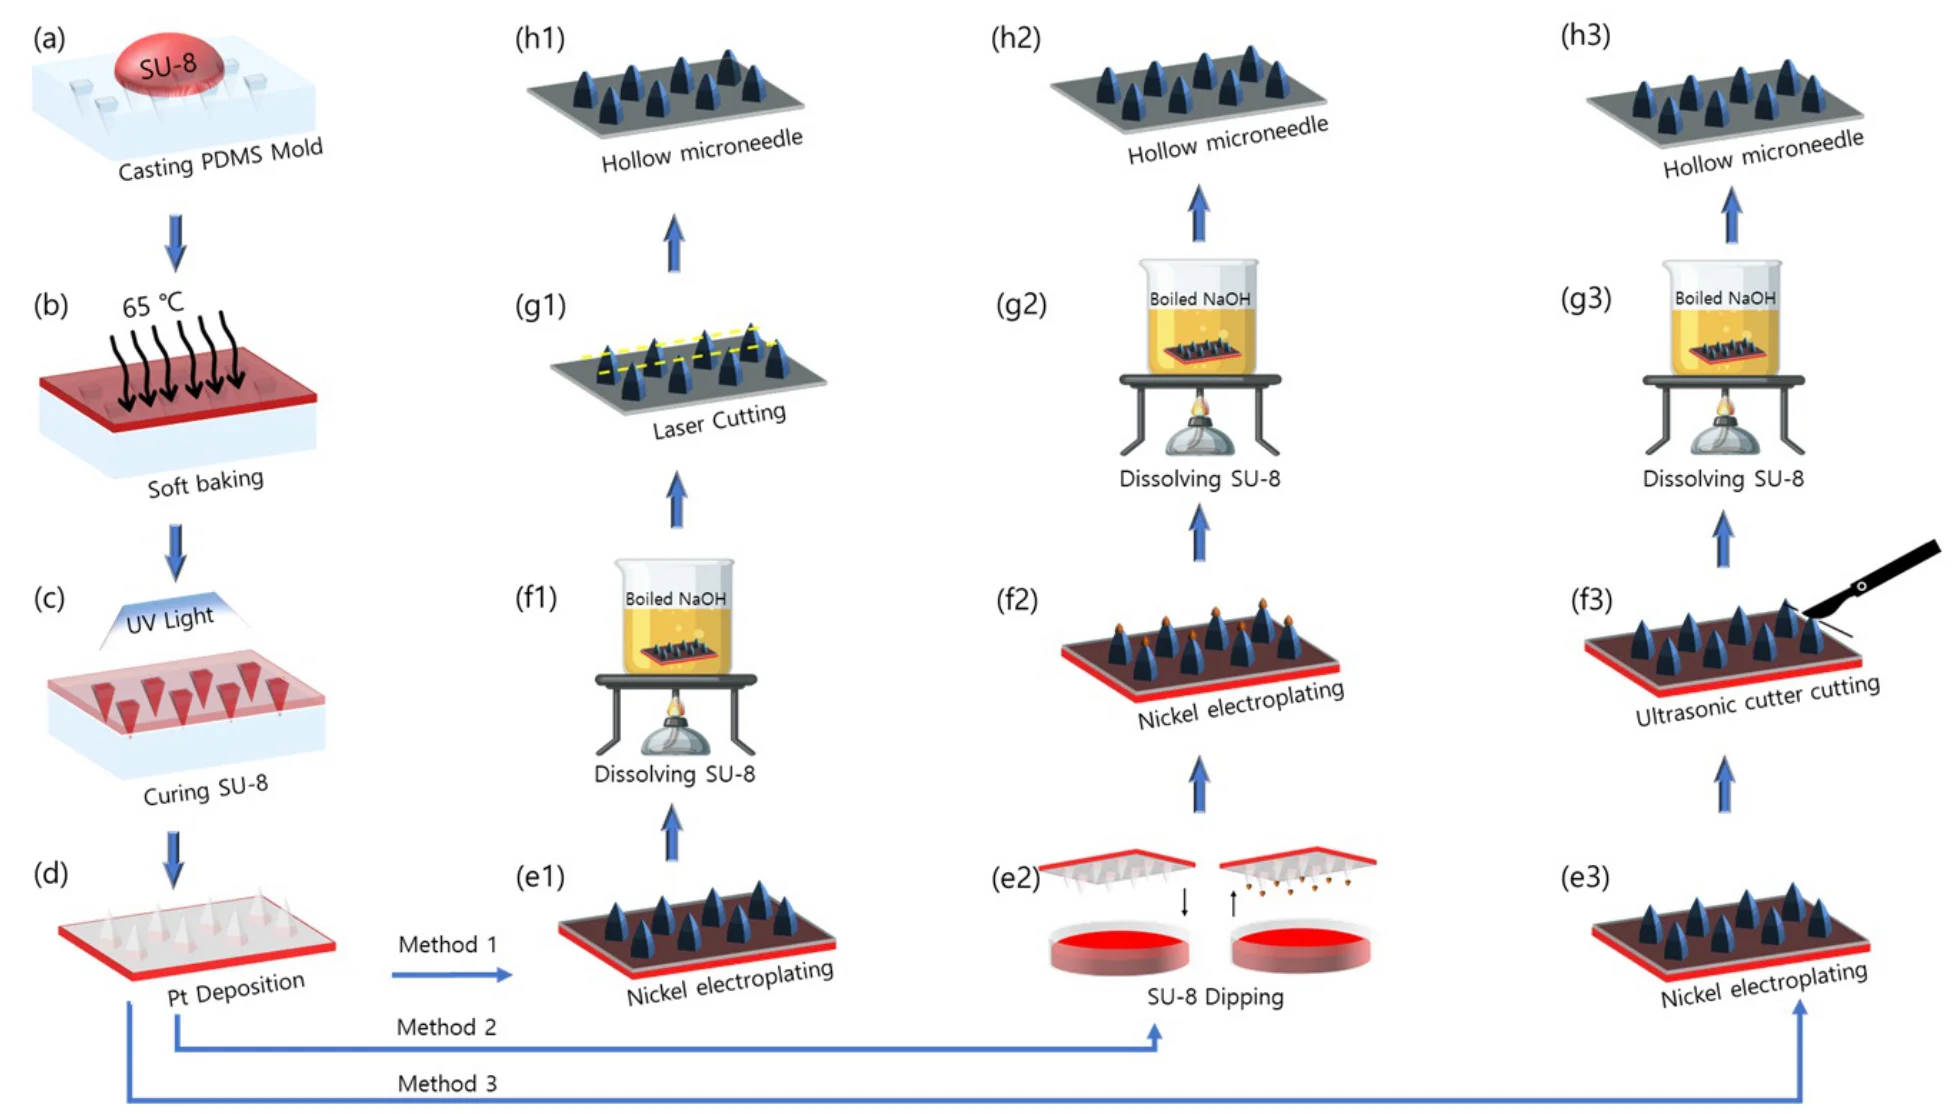 (a)
SU-8
Casting PDMS Mold
(b)
65 ℃
Soft baking
(c)
UV Light
Curing SU-8
(d)
Pt Deposition
Method 1
Method 2
Method 3
(h1)
Hollow microneedle
(g1)
Laser Cutting
(f1)
Boiled NaOH
Dissolving SU-8
(e1)
Nickel electroplating
(h2)
Hollow microneedle
(g2)
Boiled NaOH
Dissolving SU-8
(f2)
Nickel electroplating
(e2)
SU-8 Dipping
(h3)
Hollow microneedle
(g3)
Boiled NaOH
Dissolving SU-8
(f3)
Ultrasonic cutter cutting
(e3)
Nickel electroplating